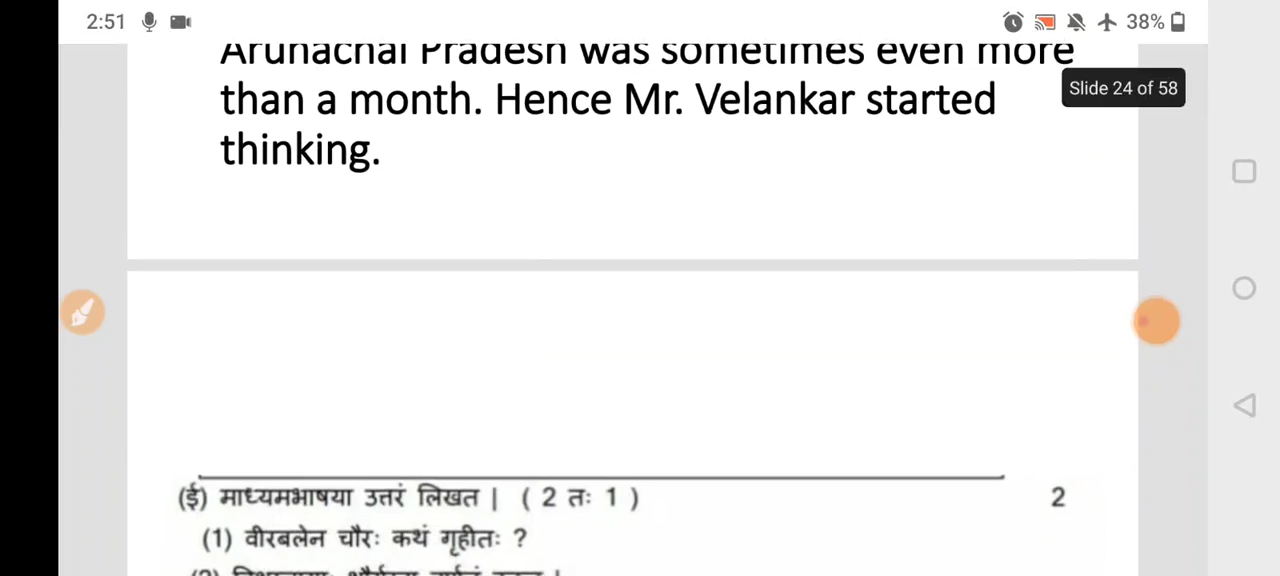 2:51
38%
Arunachal Pradesh was sometimes even more
Slide 24 of 58
than a month. Hence Mr. Velankar started
thinking.
(ई) माध्यमभाषया उत्तरं लिखत | ( 2 तः 1 ) 2
(1) वीरबलेन चौरः कथं गृहीतः ?